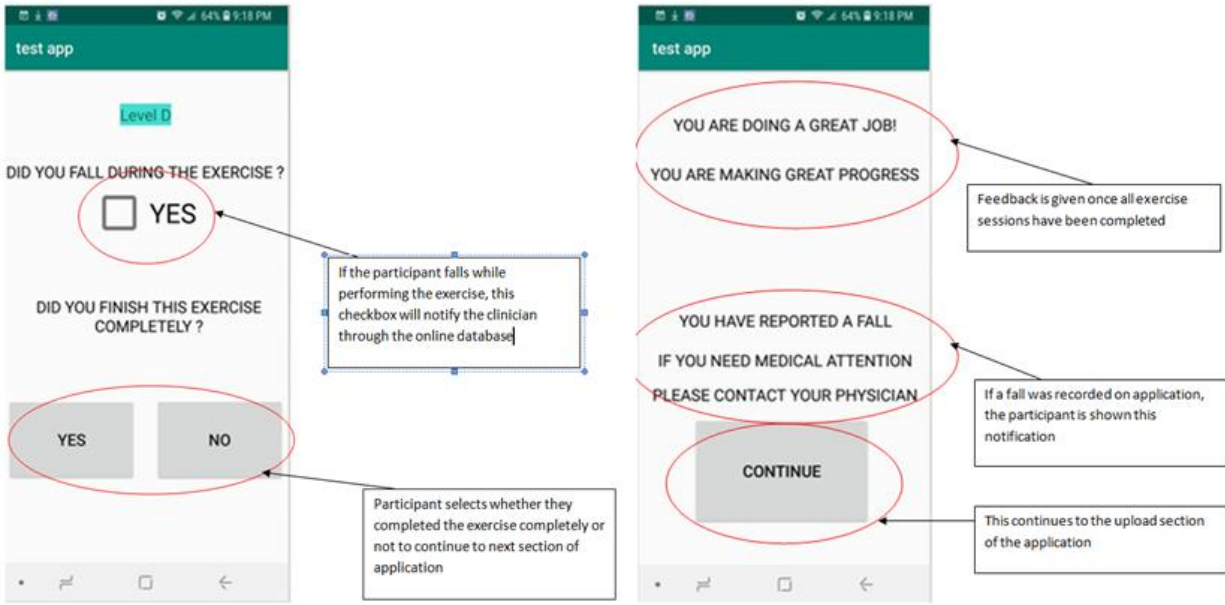 64% 9:18 PM
test app
Level D
DID YOU FALL DURING THE EXERCISE ?
YES
DID YOU FINISH THIS EXERCISE
COMPLETELY ?
YES
NO
If the participant falls while
performing the exercise, this
checkbox will notify the clinician
through the online database
Participant selects whether they
completed the exercise completely or
not to continue to next section of
application
64% 9:18 PM
test app
YOU ARE DOING A GREAT JOB!
YOU ARE MAKING GREAT PROGRESS
Feedback is given once all exercise
sessions have been completed
YOU HAVE REPORTED A FALL
IF YOU NEED MEDICAL ATTENTION
PLEASE CONTACT YOUR PHYSICIAN
If a fall was recorded on application,
the participant is shown this
notification
CONTINUE
This continues to the upload section
of the application